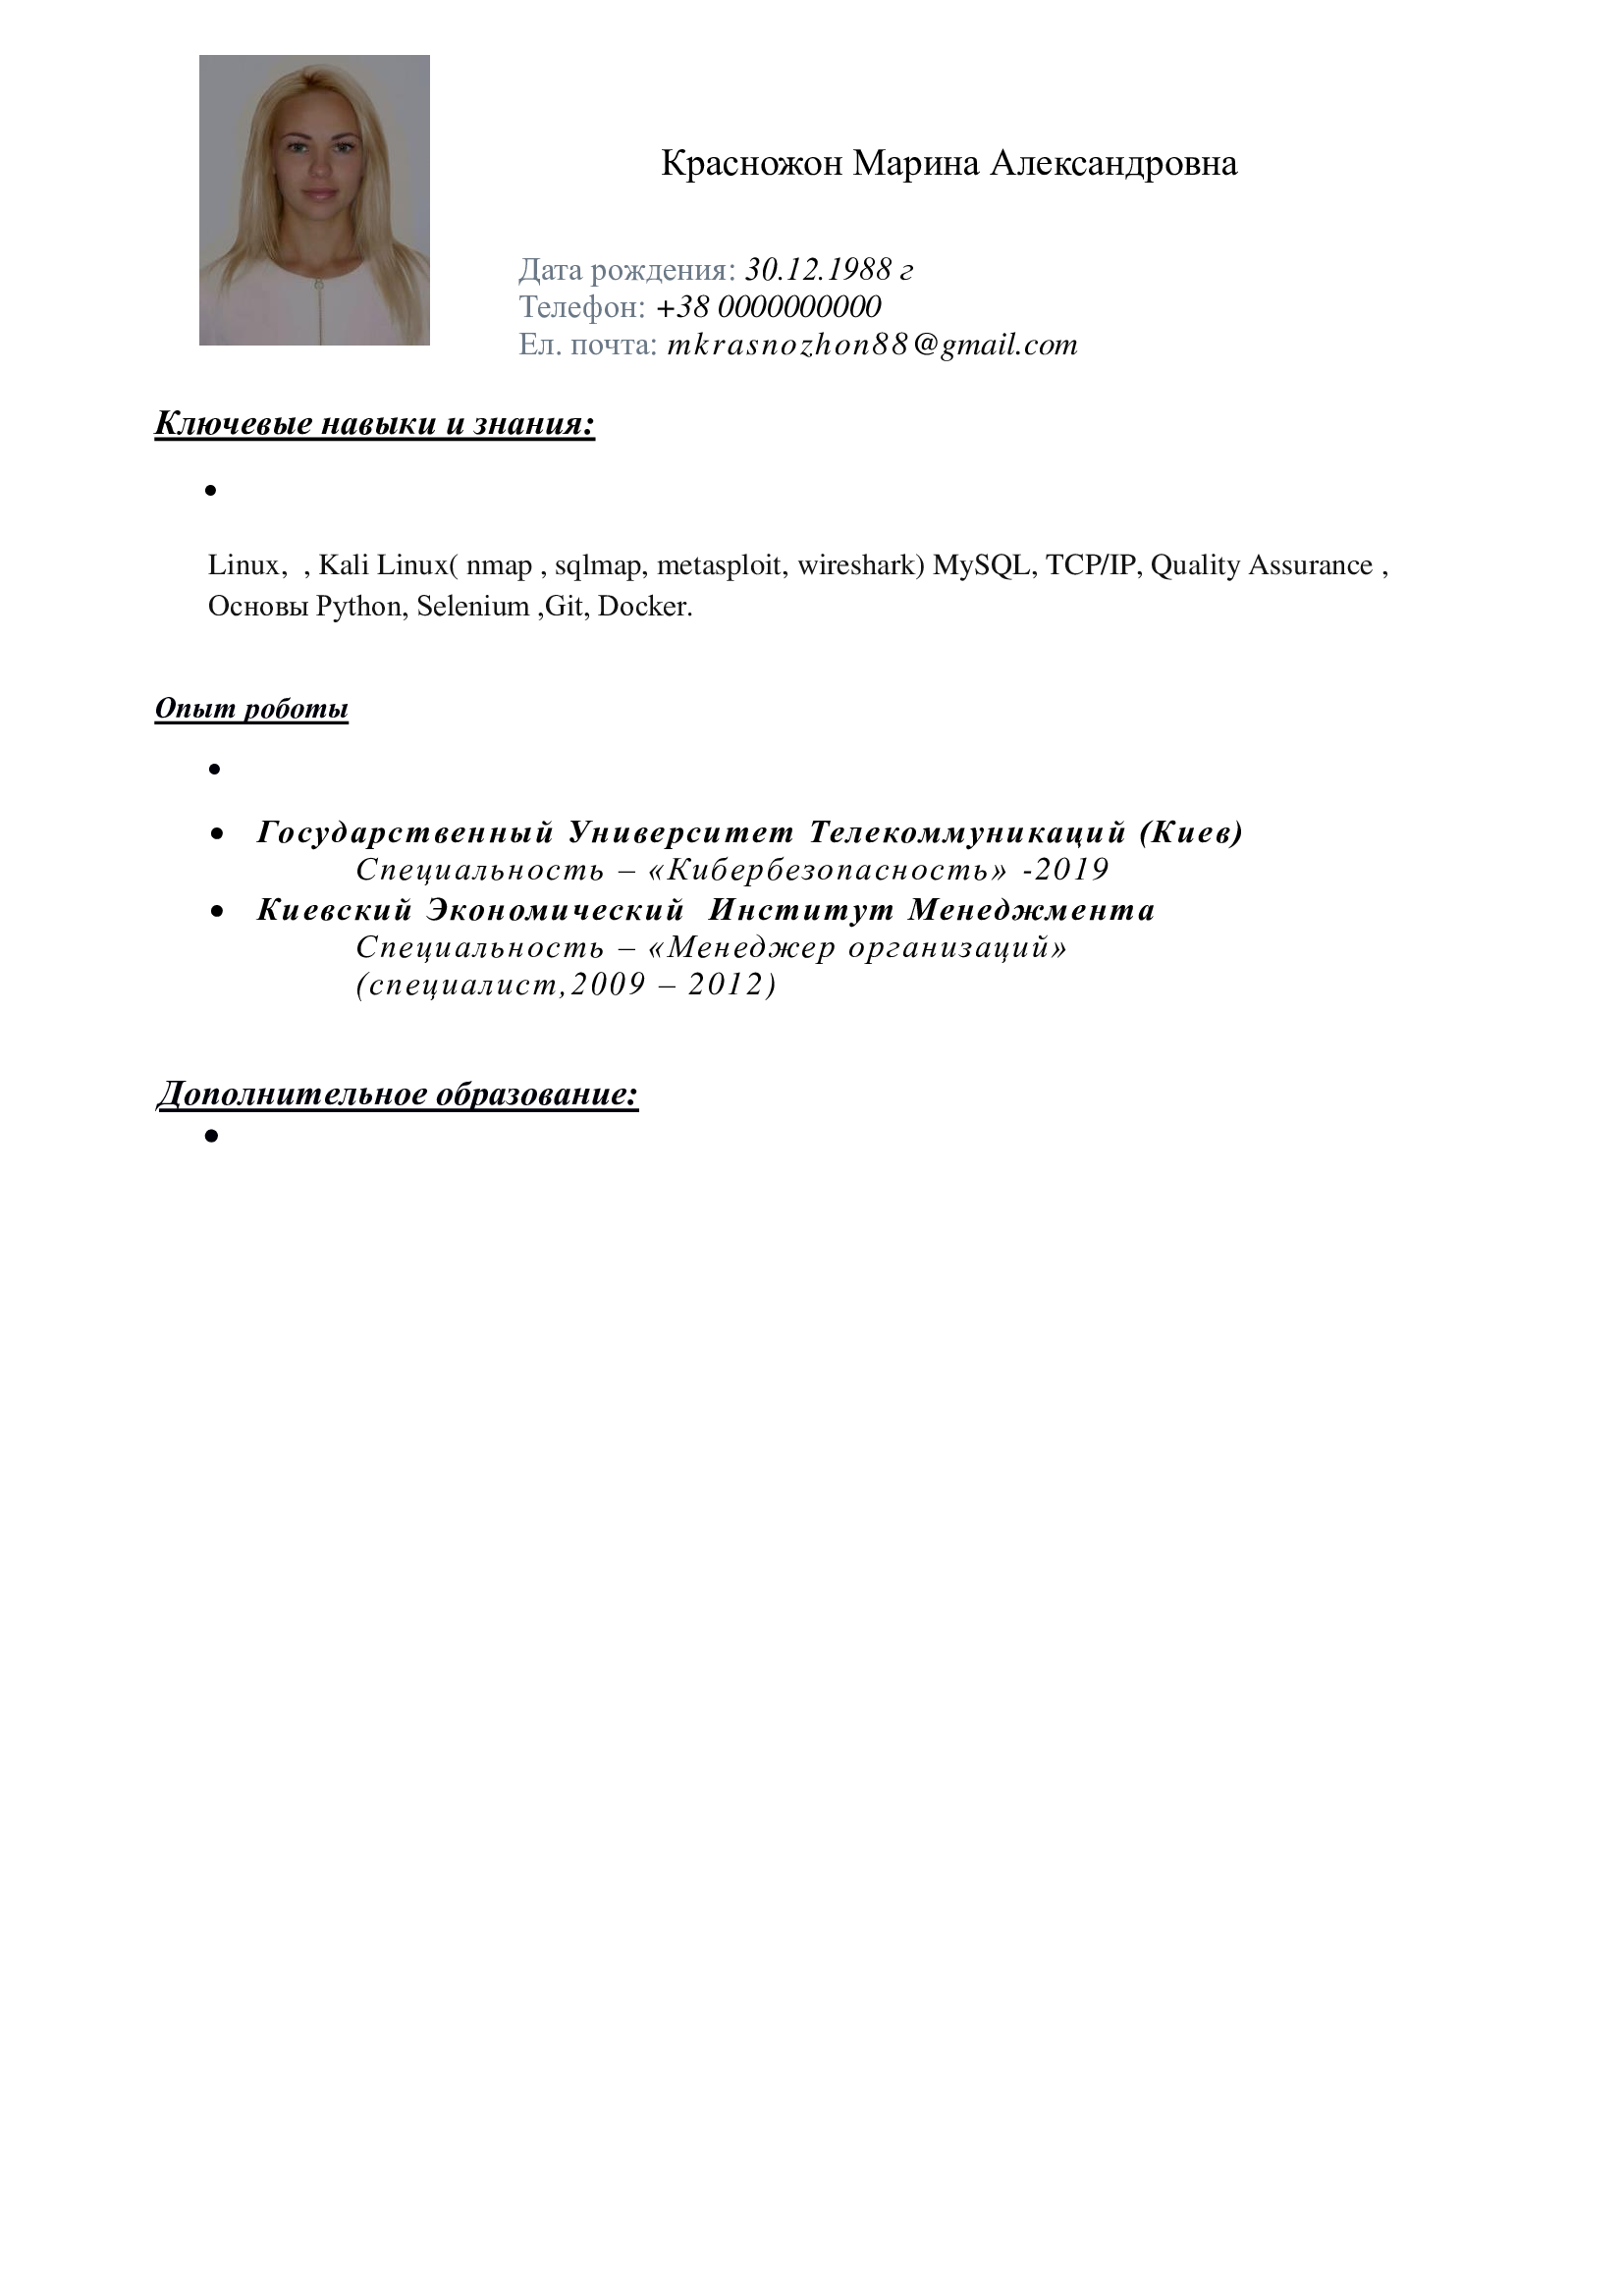 Красножон Марина Александровна
Дата рождения: 30.12.1988 г
Телефон: +38 0000000000
Ел. почта: mkrasnozhon88@gmail.com
Ключевые навыки и знания:
Linux,  , Kali Linux( nmap , sqlmap, metasploit, wireshark) MySQL, TCP/IP, Quality Assurance ,
Основы Python, Selenium ,Git, Docker.
Опыт роботы
Государственный Университет Телекоммуникаций (Киев)
Специальность – «Кибербезопасность» -2019
Киевский Экономический  Институт Менеджмента
Специальность – «Менеджер организаций»
(специалист,2009 – 2012)
Дополнительное образование: